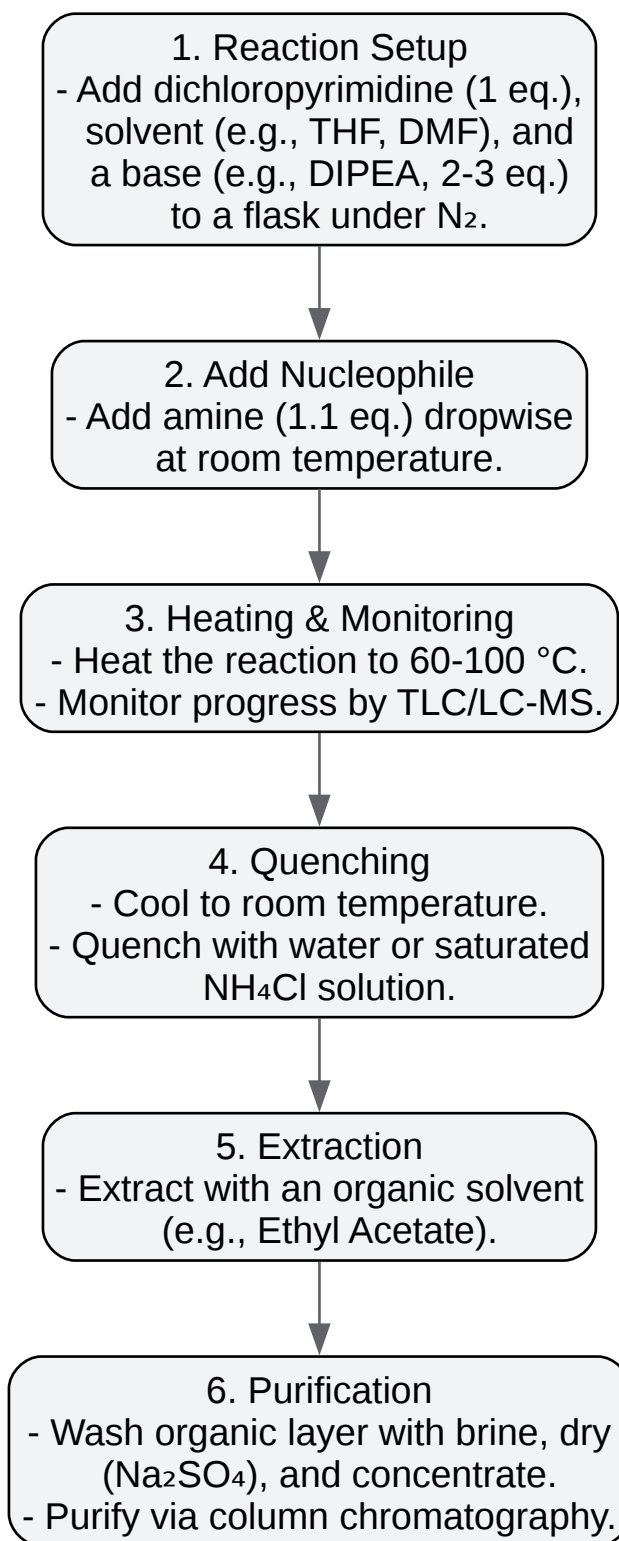 1. Reaction Setup
- Add dichloropyrimidine (1 eq.),
solvent (e.g., THF, DMF), and
a base (e.g., DIPEA, 2-3 eq.)
to a flask under N₂.
2. Add Nucleophile
- Add amine (1.1 eq.) dropwise
at room temperature.
3. Heating & Monitoring
- Heat the reaction to 60-100 °C.
- Monitor progress by TLC/LC-MS.
4. Quenching
- Cool to room temperature.
- Quench with water or saturated
NH₄Cl solution.
5. Extraction
- Extract with an organic solvent
(e.g., Ethyl Acetate).
6. Purification
- Wash organic layer with brine, dry
(Na₂SO₄), and concentrate.
- Purify via column chromatography.